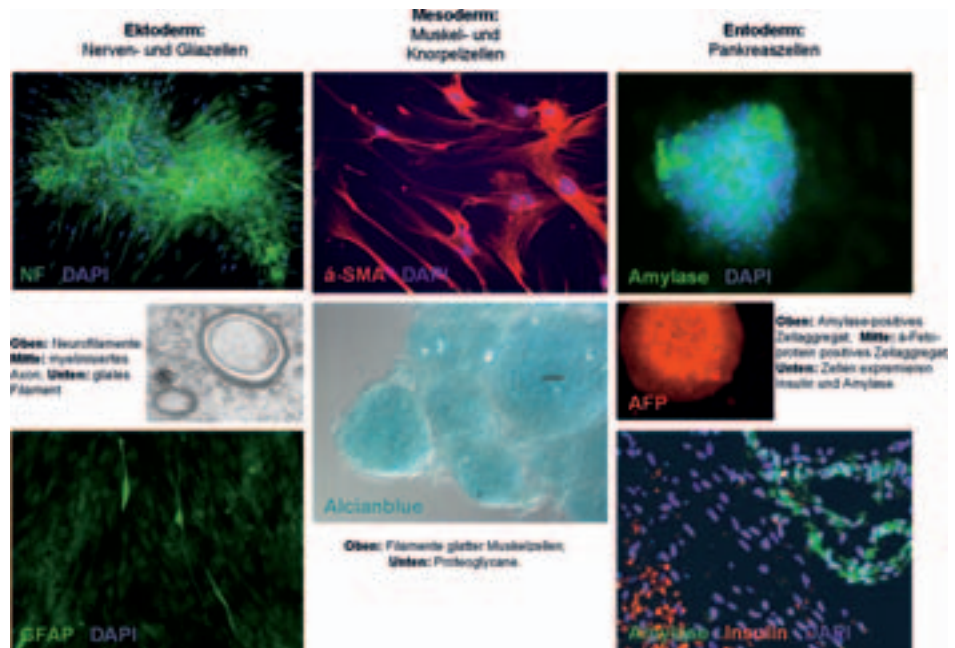 Ektoderm:
Nerven- und Gliazellen
Mesoderm:
Muskel- und
Knorpelzellen
Entoderm:
Pankreaszellen
NF DAPI
á-SMA DAPI
Amylase DAPI
Oben: Neurofilamente
Mitte: myelinisiertes
Axon; Unten: gliales
Filament
Alcianblue
Oben: Filamente glatter Muskelzellen;
Unten: Proteoglycane.
AFP
Oben: Amylase-positives
Zellaggregat; Mitte: á-Feto-
protein positives Zellaggregat;
Unten: Zellen exprimieren
Insulin und Amylase.
GFAP DAPI
Amylase Insulin DAPI